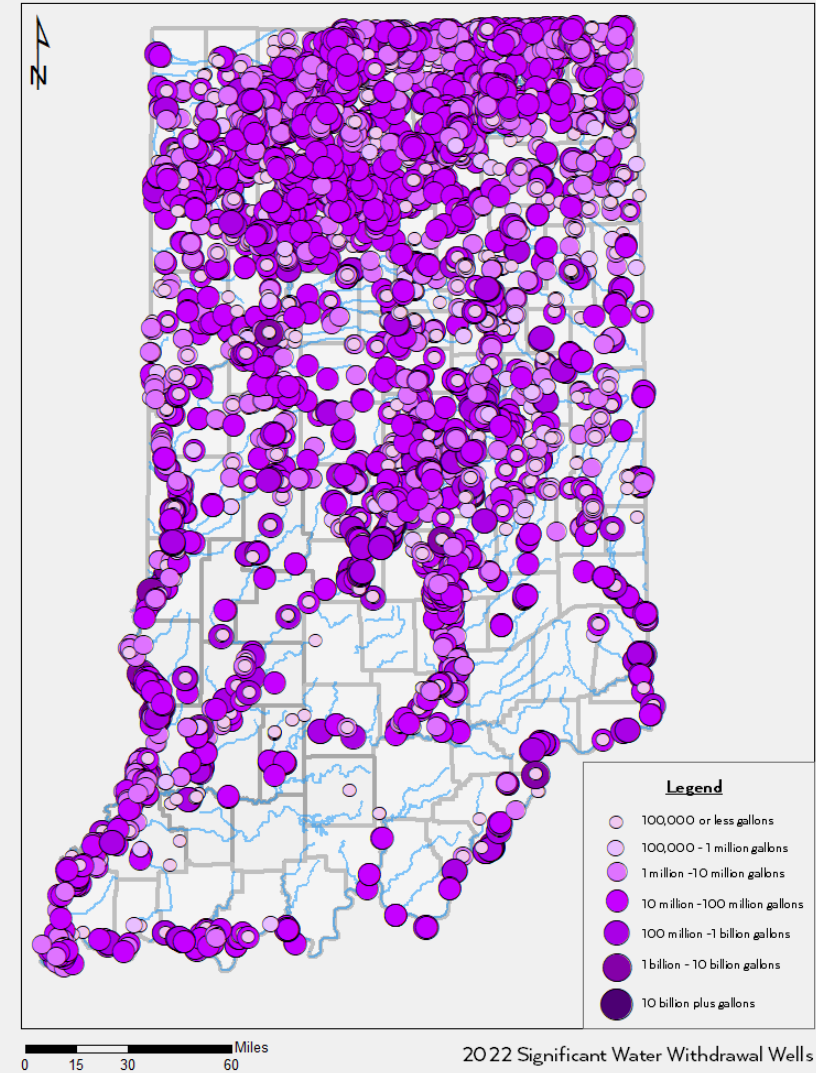 N
Legend
100,000 or less gallons
100,000 - 1 million gallons
1 million -10 million gallons
10 million -100 million gallons
100 million -1 billion gallons
1 billion - 10 billion gallons
10 billion plus gallons
Miles
0 15 30 60
2022 Significant Water Withdrawal Wells